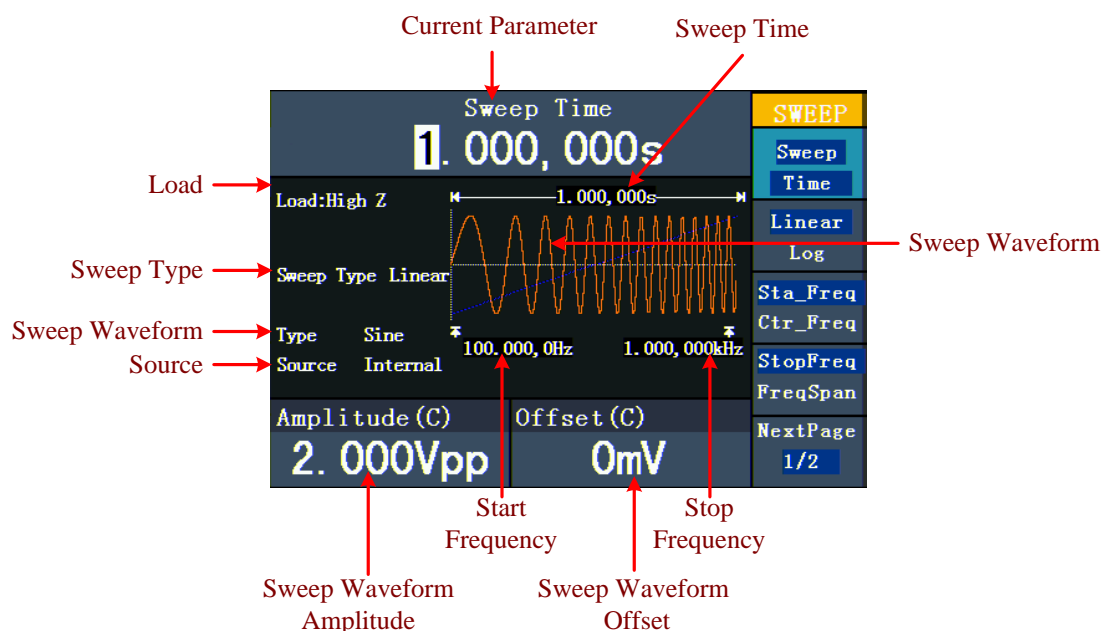 Current Parameter
Sweep Time
Sweep Time
1.000,000s
SWEEP
Sweep
Time
Linear
Log
Sta_Freq
Ctr_Freq
StopFreq
FreqSpan
NextPage
1/2
Load
Load:High Z
1.000,000s
Sweep Waveform
Sweep Type
Sweep Type Linear
Sweep Waveform
Type Sine
100.000,0Hz
1.000,000kHz
Source
Source Internal
Amplitude(C)
2.000Vpp
Offset(C)
0mV
Start
Frequency
Stop
Frequency
Sweep Waveform
Amplitude
Sweep Waveform
Offset